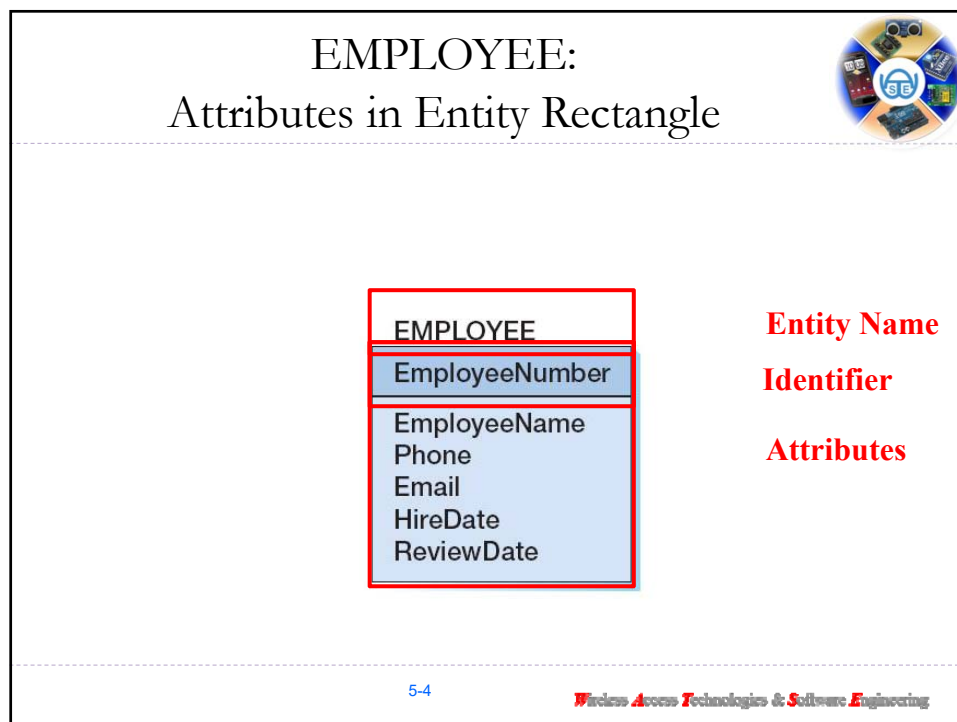 EMPLOYEE:
Attributes in Entity Rectangle
EMPLOYEE
EmployeeNumber
EmployeeName
Phone
Email
HireDate
ReviewDate
Entity Name
Identifier
Attributes
5-4
Wireless Access Technologies & Software Engineering